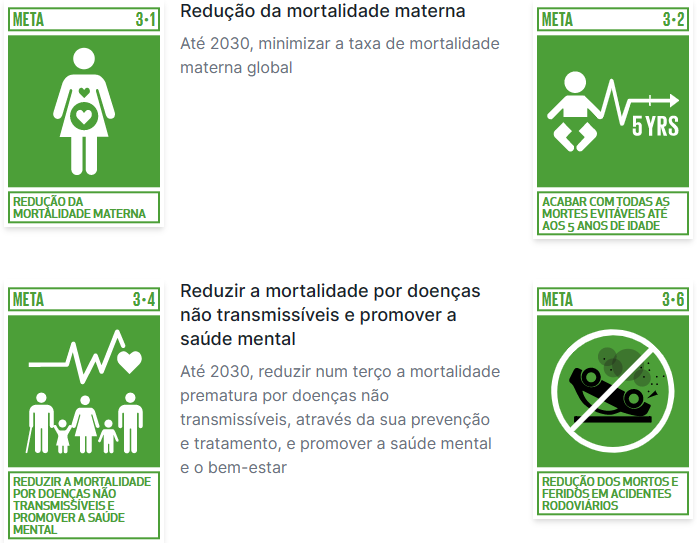 META 3•1
REDUÇÃO DA
MORTALIDADE MATERNA
Redução da mortalidade materna
Até 2030, minimizar a taxa de mortalidade
materna global
META 3•2
5 YRS
ACABAR COM TODAS AS
MORTES EVITÁVEIS ATÉ
AOS 5 ANOS DE IDADE
META 3•4
REDUZIR A MORTALIDADE
POR DOENÇAS NÃO
TRANSMISSÍVEIS E
PROMOVER A SAÚDE
MENTAL
Reduzir a mortalidade por doenças
não transmissíveis e promover a
saúde mental
Até 2030, reduzir num terço a mortalidade
prematura por doenças não
transmissíveis, através da sua prevenção
e tratamento, e promover a saúde mental
e o bem-estar
META 3•6
REDUÇÃO DOS MORTOS E
FERIDOS EM ACIDENTES
RODOVIÁRIOS